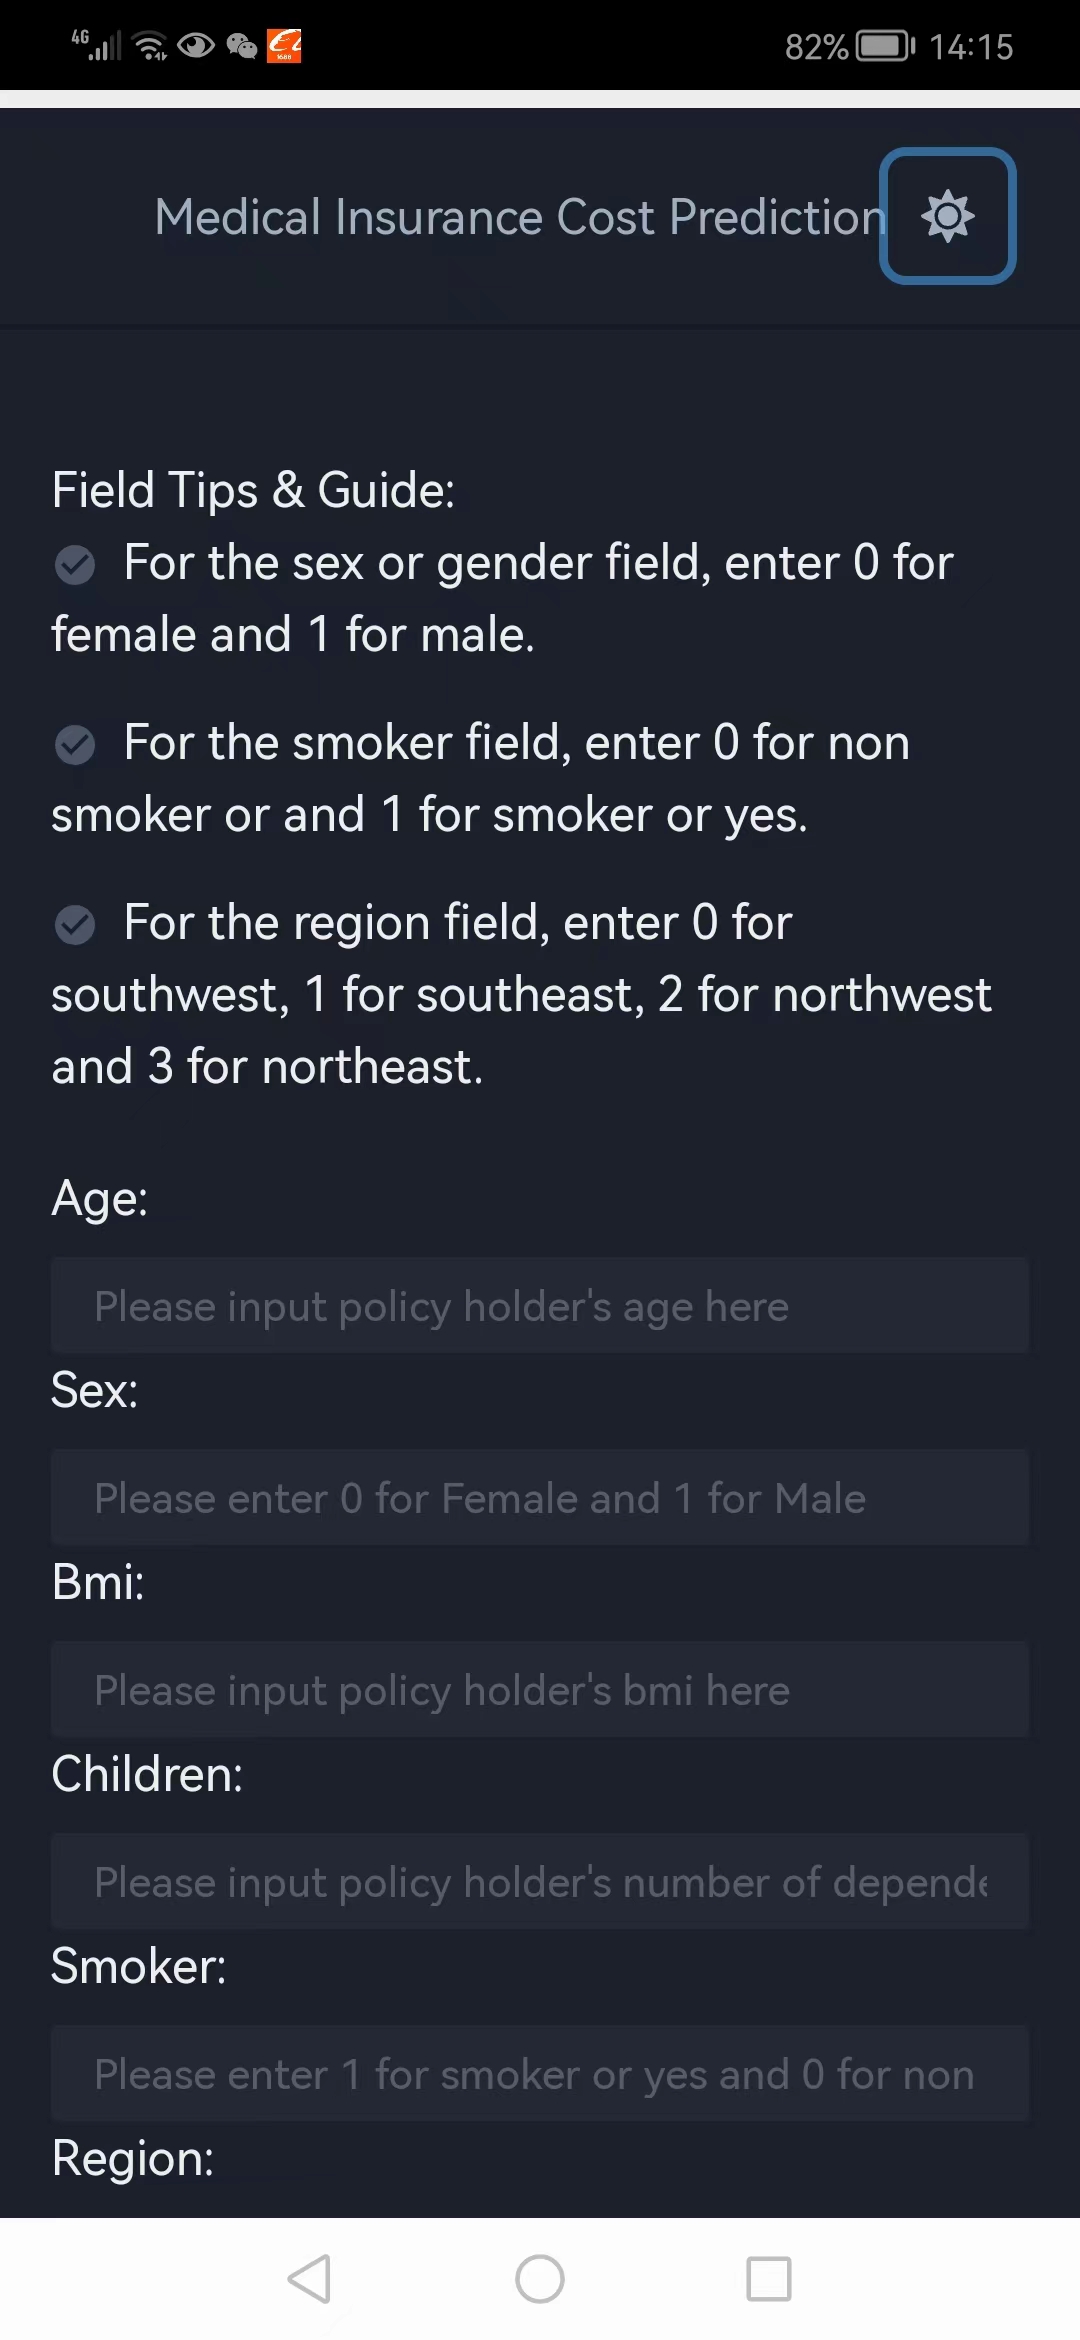 4G 82% 14:15
1688
Medical Insurance Cost Prediction
Field Tips & Guide:
For the sex or gender field, enter 0 for
female and 1 for male.
For the smoker field, enter 0 for non
smoker or and 1 for smoker or yes.
For the region field, enter 0 for
southwest, 1 for southeast, 2 for northwest
and 3 for northeast.
Age:
Please input policy holder's age here
Sex:
Please enter 0 for Female and 1 for Male
Bmi:
Please input policy holder's bmi here
Children:
Please input policy holder's number of depende
Smoker:
Please enter 1 for smoker or yes and 0 for non
Region: